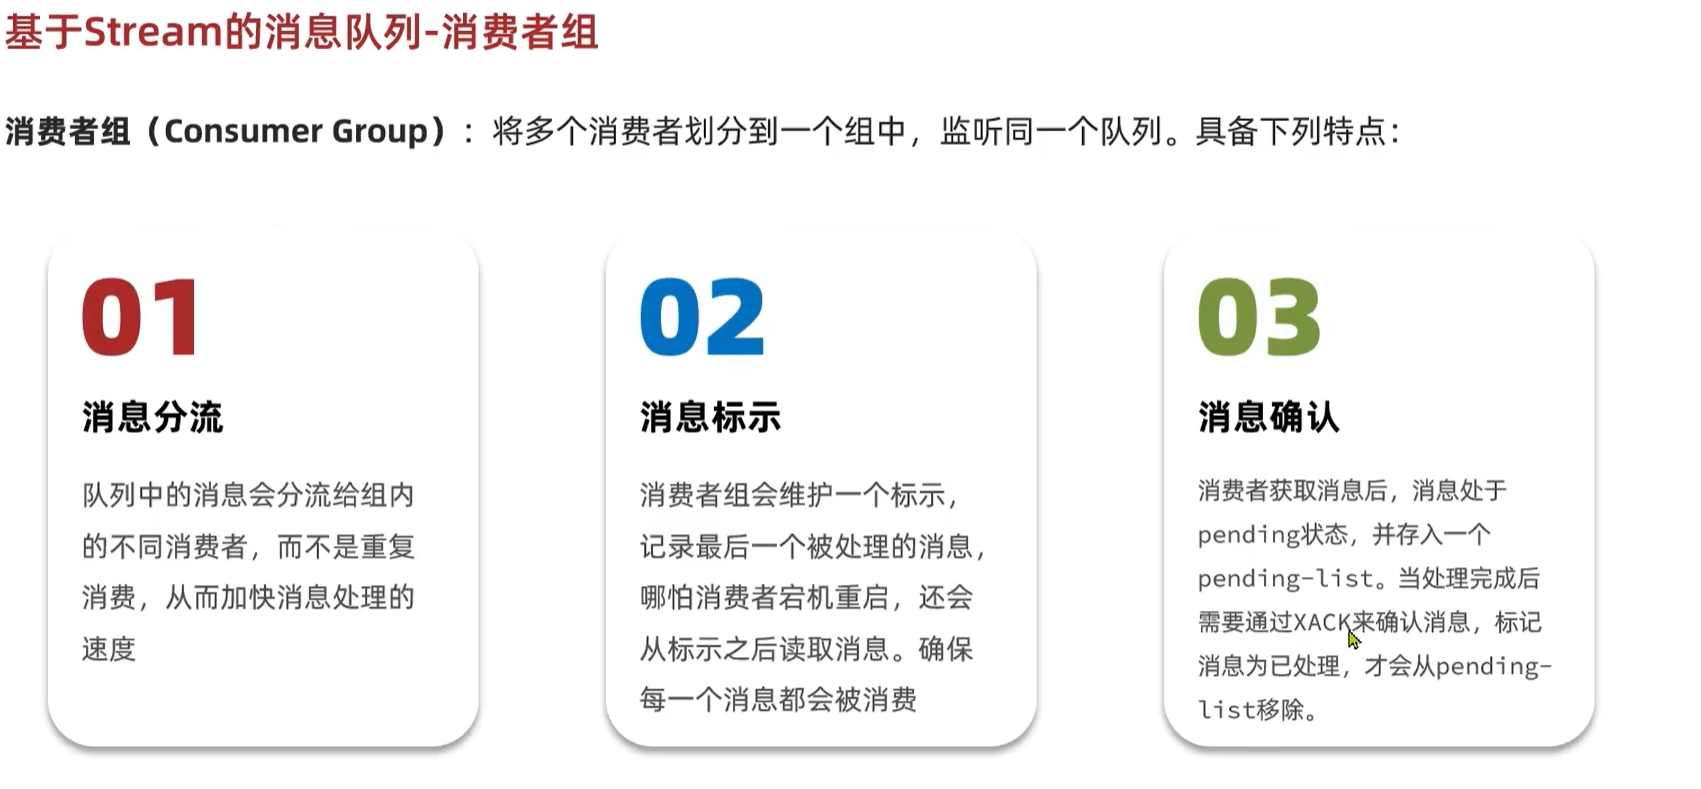 基于Stream的消息队列-消费者组
消费者组（Consumer Group）：将多个消费者划分到一个组中，监听同一个队列。具备下列特点：
01
消息分流
队列中的消息会分流给组内
的不同消费者，而不是重复
消费，从而加快消息处理的
速度
02
消息标示
消费者组会维护一个标示，
记录最后一个被处理的消息，
哪怕消费者宕机重启，还会
从标示之后读取消息。确保
每一个消息都会被消费
03
消息确认
消费者获取消息后，消息处于
pending状态，并存入一个
pending-list。当处理完成后
需要通过XACK来确认消息，标记
消息为已处理，才会从pending-
list移除。